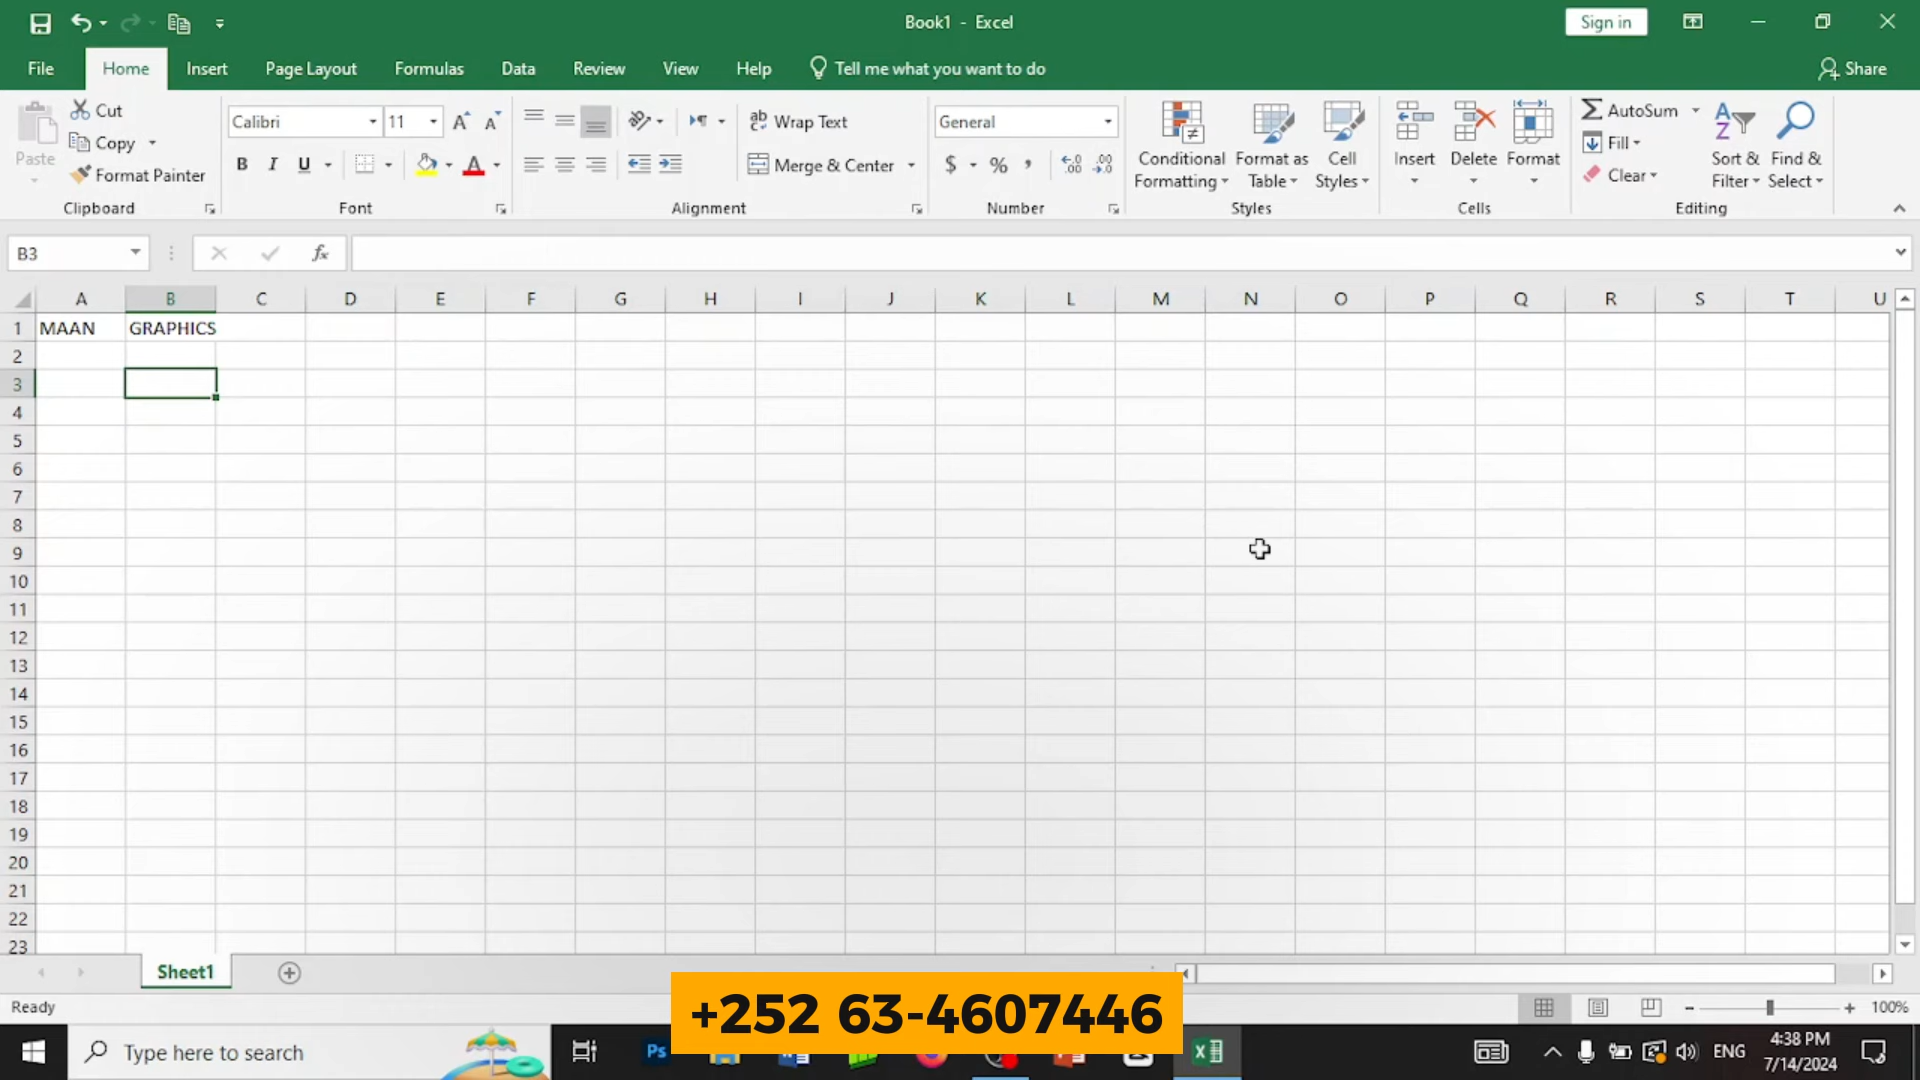 Book1 - Excel
Sign in
File Home Insert Page Layout Formulas Data Review View Help Tell me what you want to do
Share
Paste
Cut
Copy
Format Painter
Clipboard
Calibri 11
B I U
Font
Wrap Text
Merge & Center
Alignment
General
$ % ,
Number
Conditional Formatting
Format as Table
Cell Styles
Styles
Insert
Delete
Format
Cells
AutoSum
Fill
Clear
Sort & Filter
Find & Select
Editing
B3
fx
A B C D E F G H I J K L M N O P Q R S T U
1 MAAN GRAPHICS
2
3
4
5
6
7
8
9
10
11
12
13
14
15
16
17
18
19
20
21
22
23
Sheet1
Ready
100%
+252 63-4607446
Type here to search
Ps
ENG
4:38 PM
7/14/2024